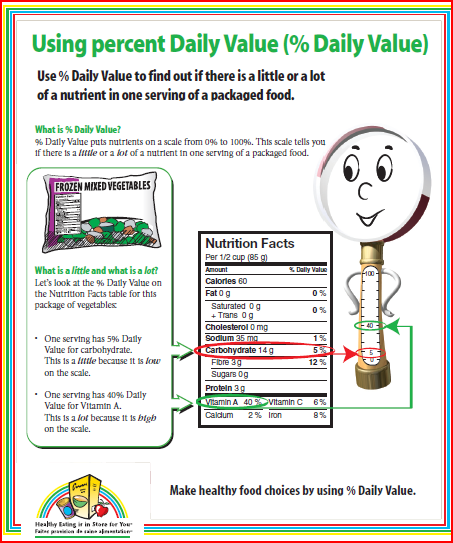 Using percent Daily Value (% Daily Value)
Use % Daily Value to find out if there is a little or a lot
of a nutrient in one serving of a packaged food.
What is % Daily Value?
% Daily Value puts nutrients on a scale from 0% to 100%. This scale tells you
if there is a little or a lot of a nutrient in one serving of a packaged food.
FROZEN MIXED VEGETABLES
What is a little and what is a lot?
Let's look at the % Daily Value on
the Nutrition Facts table for this
package of vegetables:
• One serving has 5% Daily
Value for carbohydrate.
This is a little because it is low
on the scale.
• One serving has 40% Daily
Value for Vitamin A.
This is a lot because it is high
on the scale.
Nutrition Facts
Per 1/2 cup (85 g)
Amount % Daily Value
Calories 60
Fat 0 g 0 %
Saturated 0 g
+ Trans 0 g 0 %
Cholesterol 0 mg
Sodium 35 mg 1 %
Carbohydrate 14 g 5 %
Fibre 3 g 12 %
Sugars 0 g
Protein 3 g
Vitamin A 40 % Vitamin C 6 %
Calcium 2 % Iron 8 %
100
40
5
0
Make healthy food choices by using % Daily Value.
Healthy Eating is in Store for You™
Faites provision de saine alimentation